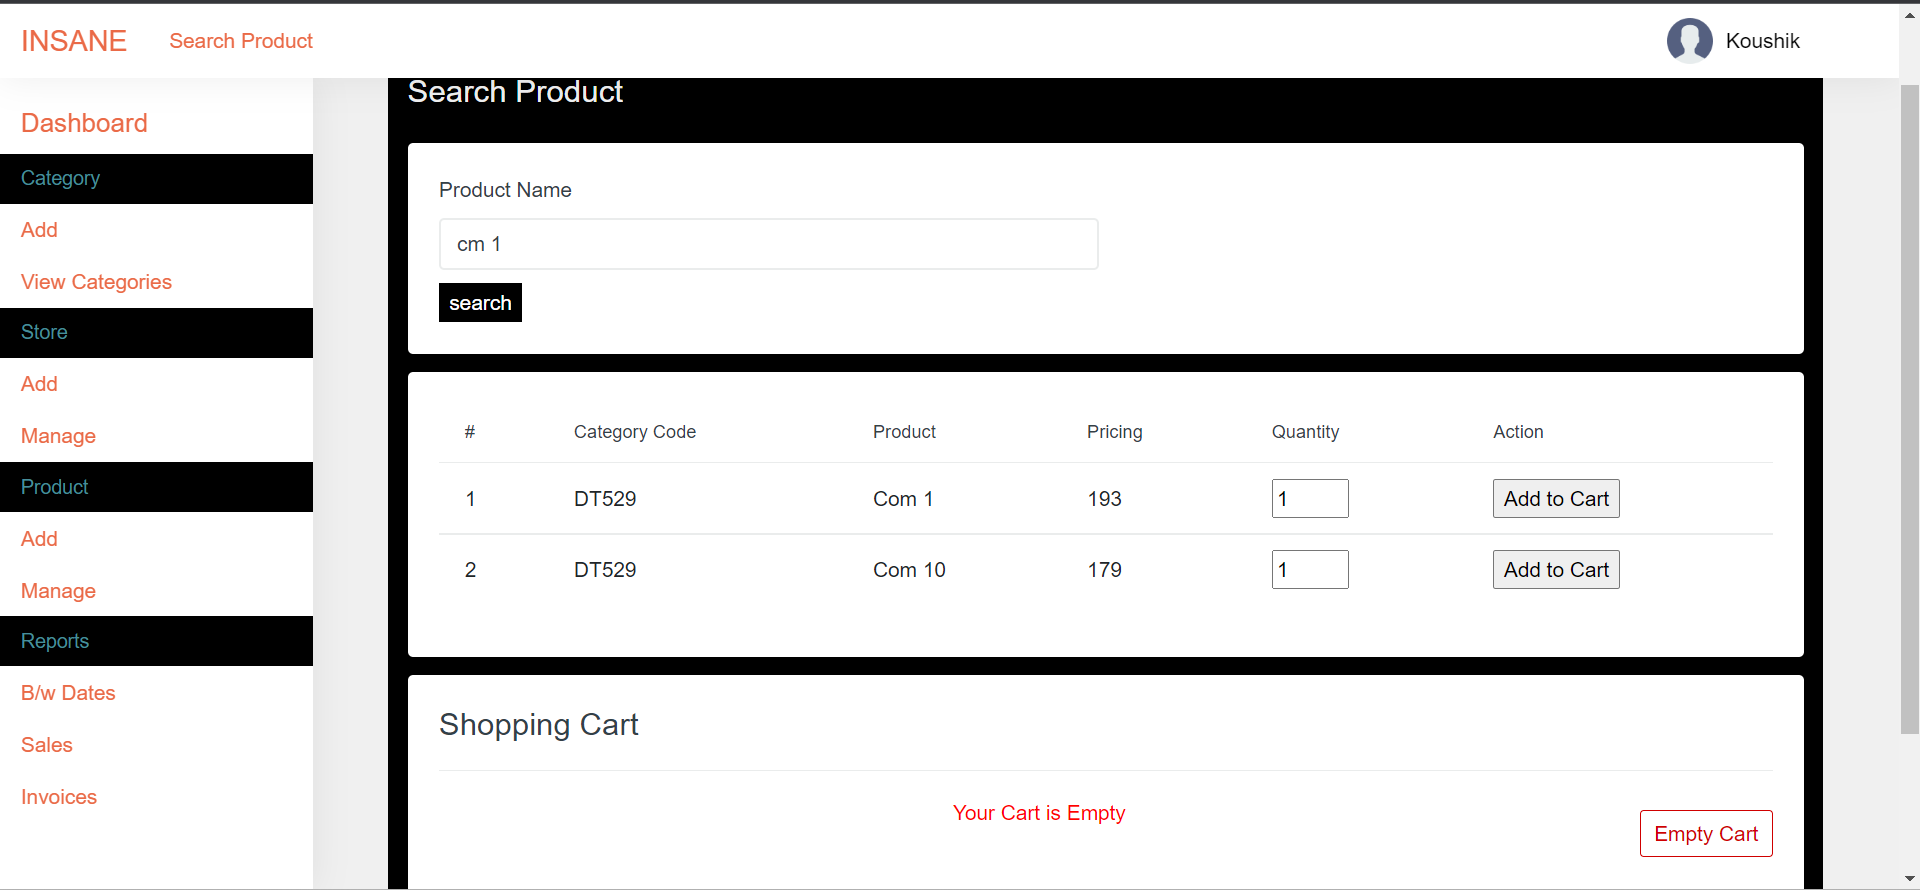 INSANE Search Product Koushik
Dashboard
Category
Add
View Categories
Store
Add
Manage
Product
Add
Manage
Reports
B/w Dates
Sales
Invoices
Search Product
Product Name
cm 1
search
# Category Code Product Pricing Quantity Action
1 DT529 Com 1 193 1 Add to Cart
2 DT529 Com 10 179 1 Add to Cart
Shopping Cart
Your Cart is Empty
Empty Cart